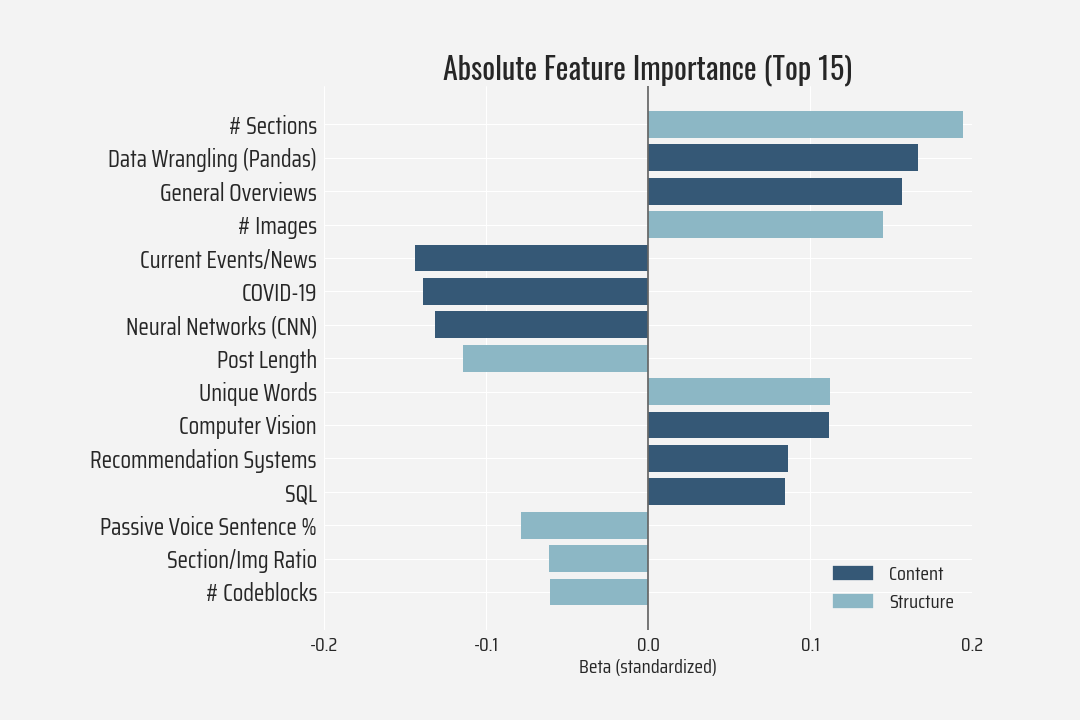 Absolute Feature Importance (Top 15)
# Sections
Data Wrangling (Pandas)
General Overviews
# Images
Current Events/News
COVID-19
Neural Networks (CNN)
Post Length
Unique Words
Computer Vision
Recommendation Systems
SQL
Passive Voice Sentence %
Section/Img Ratio
# Codeblocks
Content
Structure
-0.2 -0.1 0.0 0.1 0.2
Beta (standardized)